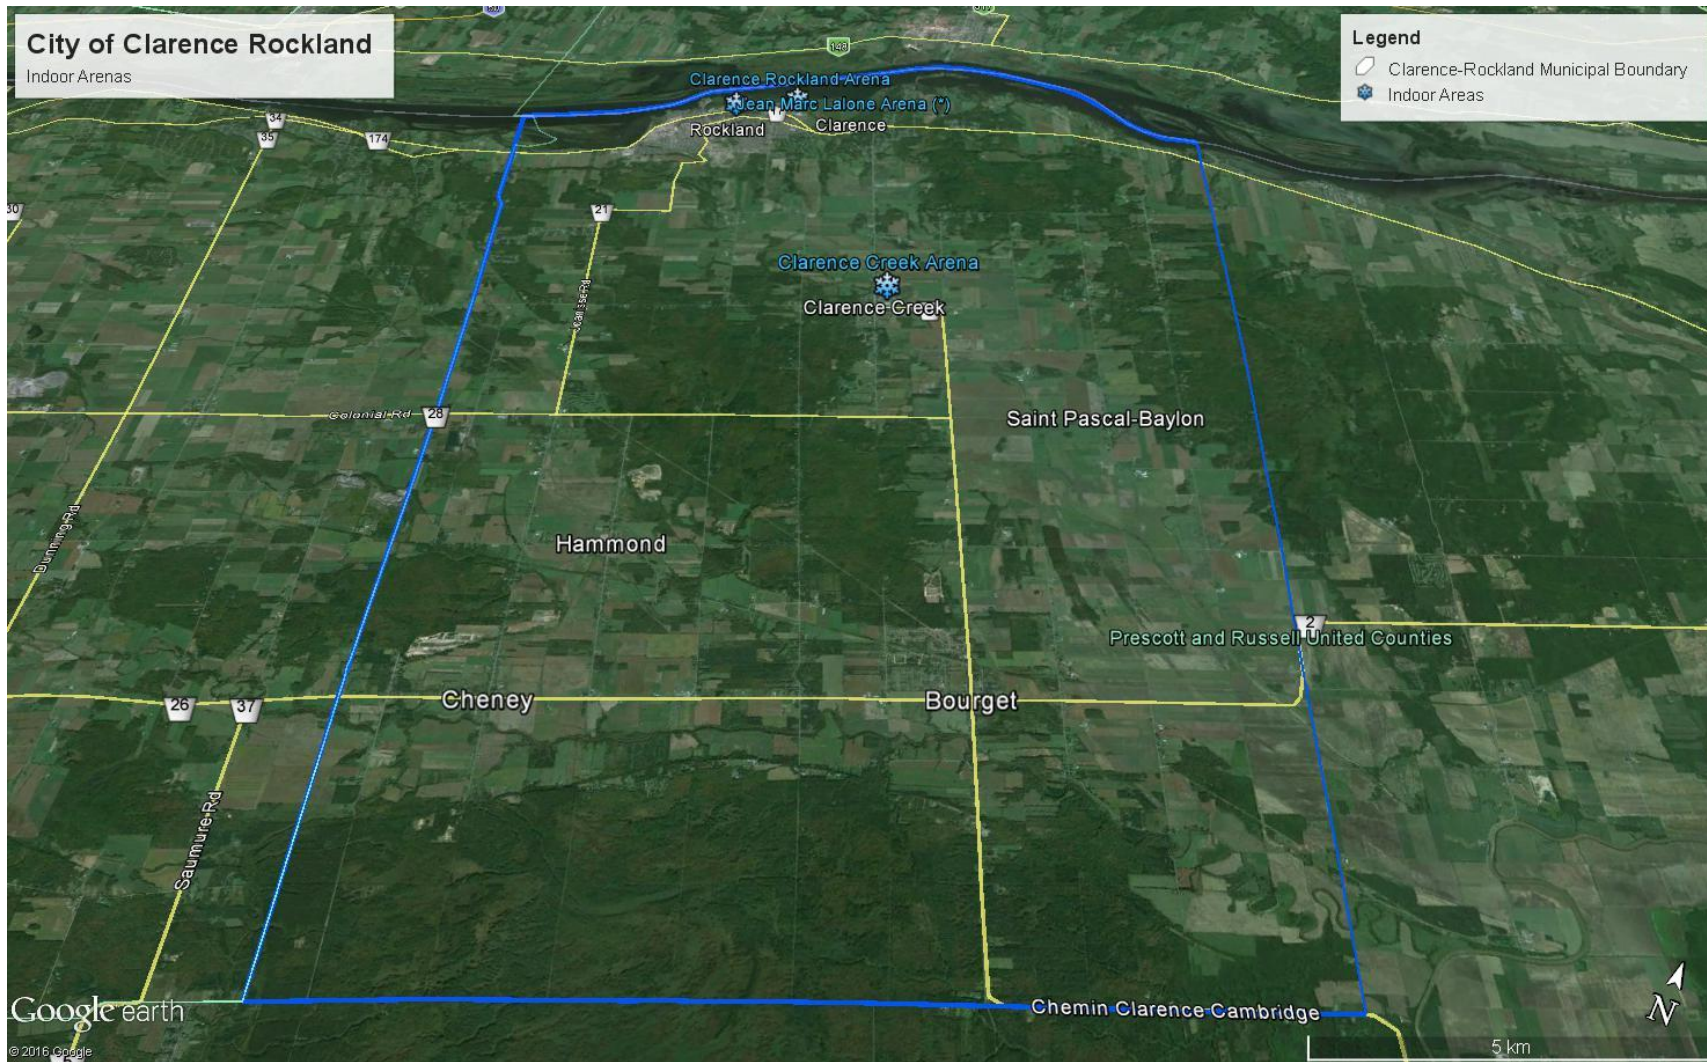 City of Clarence Rockland
Indoor Arenas
Legend
Clarence-Rockland Municipal Boundary
Indoor Areas
148
Clarence Rockland Arena
Jean Marc Lalone Arena (*)
17
Rockland
Clarence
34
35
174
30
21
Clarence Creek Arena
Clarence Creek
Colonial Rd
28
Saint Pascal-Baylon
Dunning Rd
Hammond
2
Prescott and Russell United Counties
26
37
Cheney
Bourget
Saumure Rd
Chemin Clarence Cambridge
Google earth
N
© 2016 Google
5 km